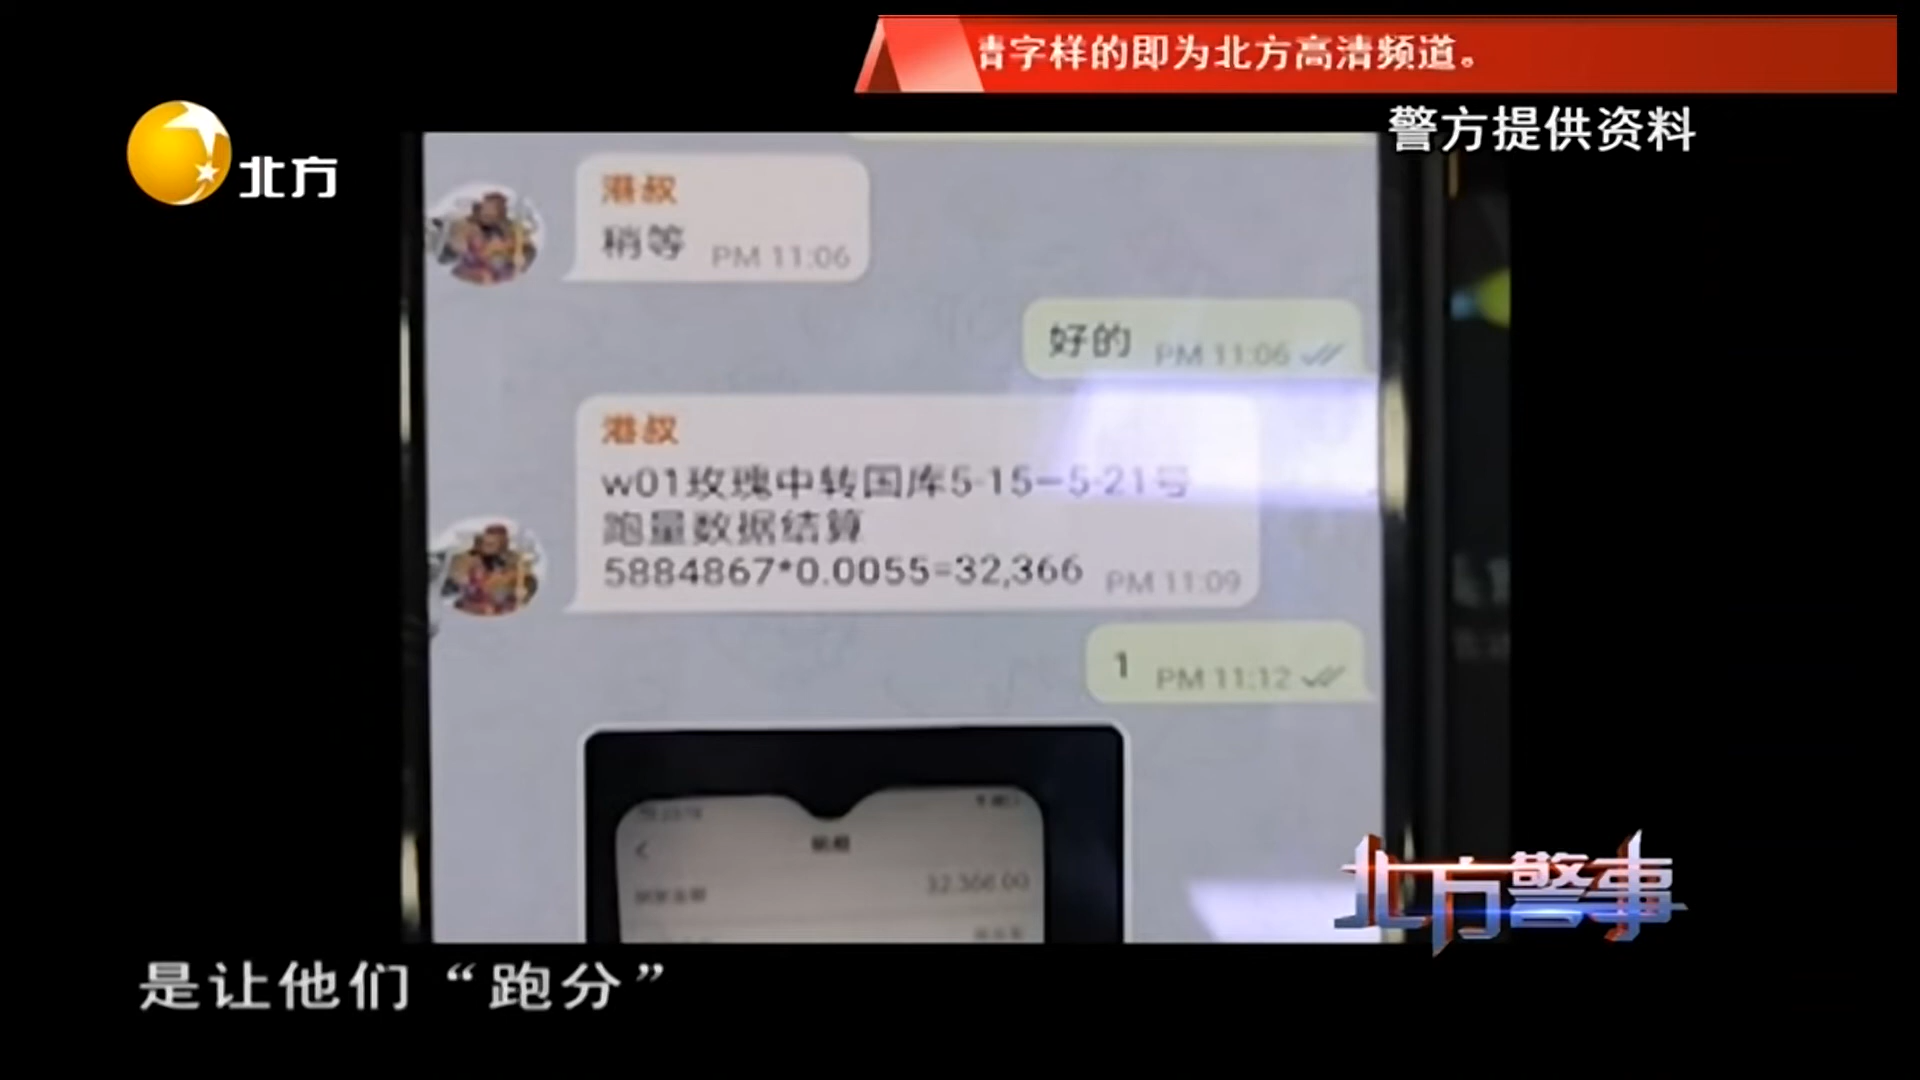 清字样的即为北方高清频道。
警方提供资料
北方
港叔
稍等 PM 11:06
好的 PM 11:06
港叔
w01玫瑰中转国库5-15—5-21号
跑量数据结算
5884867*0.0055=32,366 PM 11:09
1 PM 11:12
32,366.00
北方警事
是让他们“跑分”